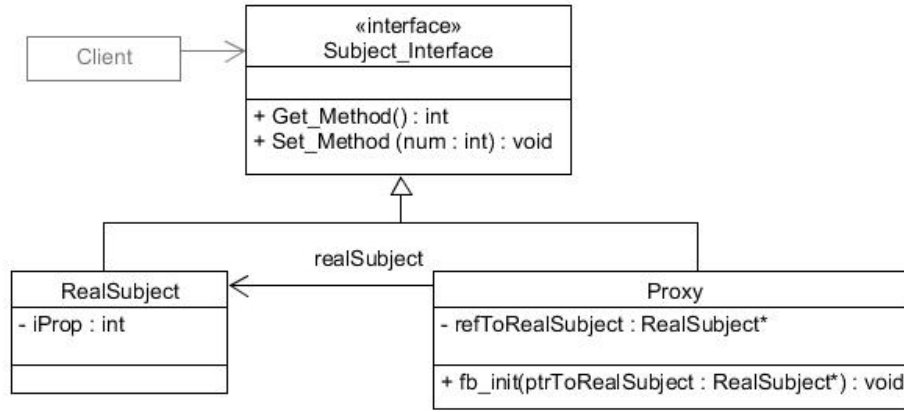 Client
«interface»
Subject_Interface
+ Get_Method() : int
+ Set_Method (num : int) : void
realSubject
RealSubject
- iProp : int
Proxy
- refToRealSubject : RealSubject*
+ fb_init(ptrToRealSubject : RealSubject*) : void